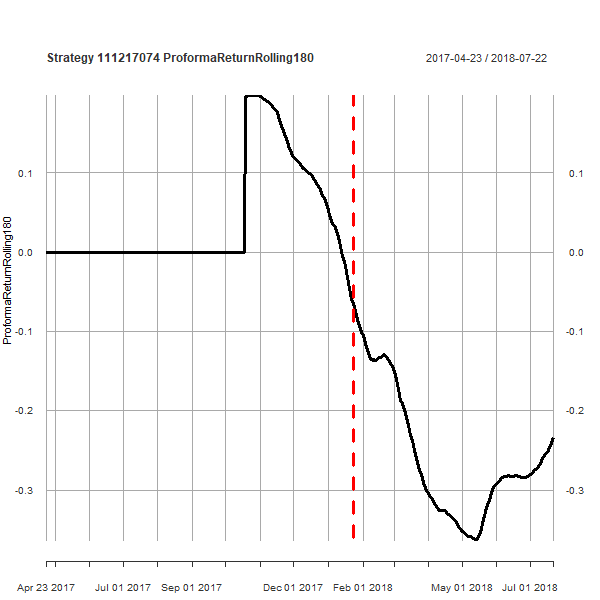 Strategy 111217074 ProformaReturnRolling180
2017-04-23 / 2018-07-22
ProformaReturnRolling180
0.1
0.0
-0.1
-0.2
-0.3
0.1
0.0
-0.1
-0.2
-0.3
Apr 23 2017 Jul 01 2017 Sep 01 2017 Dec 01 2017 Feb 01 2018 May 01 2018 Jul 01 2018